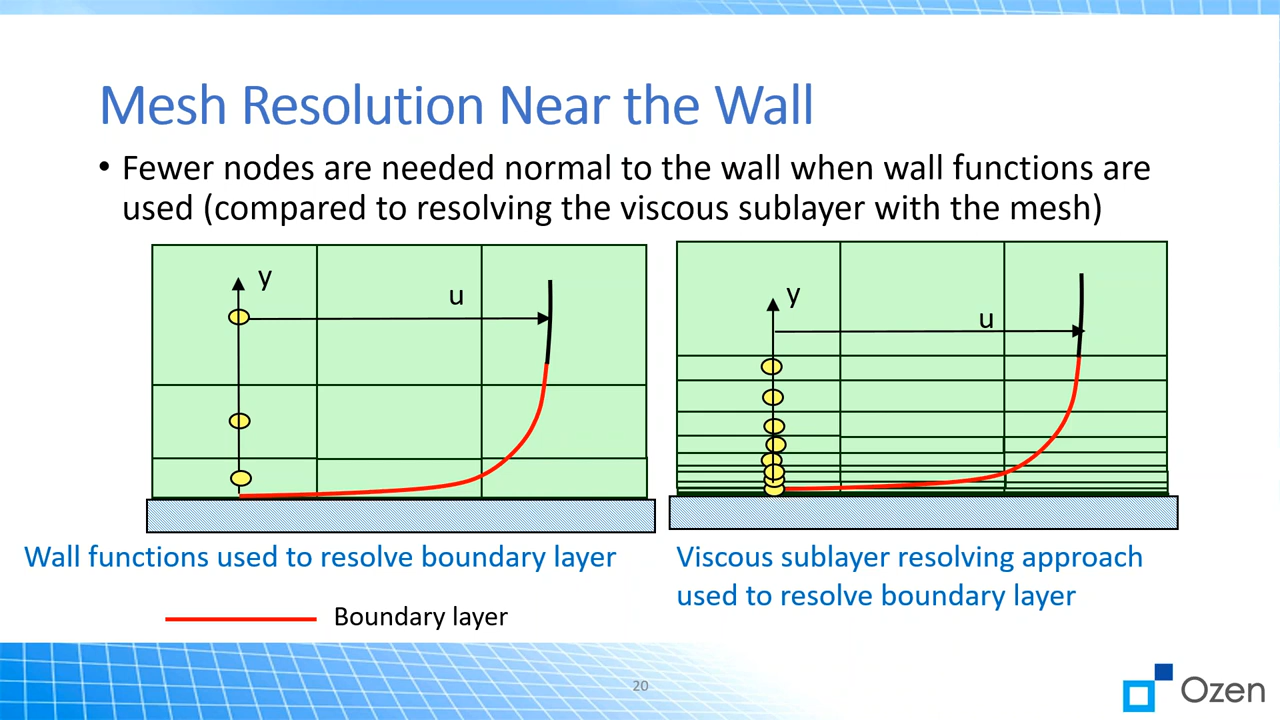 Mesh Resolution Near the Wall
• Fewer nodes are needed normal to the wall when wall functions are
used (compared to resolving the viscous sublayer with the mesh)
y
u
y
u
Wall functions used to resolve boundary layer
Viscous sublayer resolving approach
used to resolve boundary layer
Boundary layer
20
Ozen